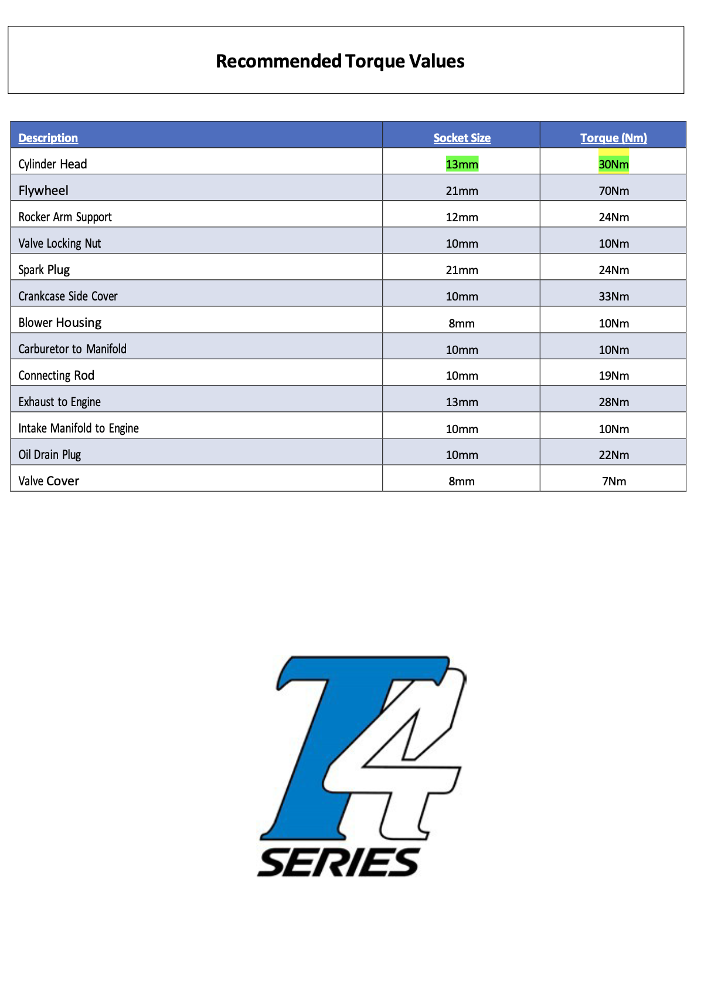 Recommended Torque Values
Description Socket Size Torque (Nm)
Cylinder Head 13mm 30Nm
Flywheel 21mm 70Nm
Rocker Arm Support 12mm 24Nm
Valve Locking Nut 10mm 10Nm
Spark Plug 21mm 24Nm
Crankcase Side Cover 10mm 33Nm
Blower Housing 8mm 10Nm
Carburetor to Manifold 10mm 10Nm
Connecting Rod 10mm 19Nm
Exhaust to Engine 13mm 28Nm
Intake Manifold to Engine 10mm 10Nm
Oil Drain Plug 10mm 22Nm
Valve Cover 8mm 7Nm
T4
SERIES